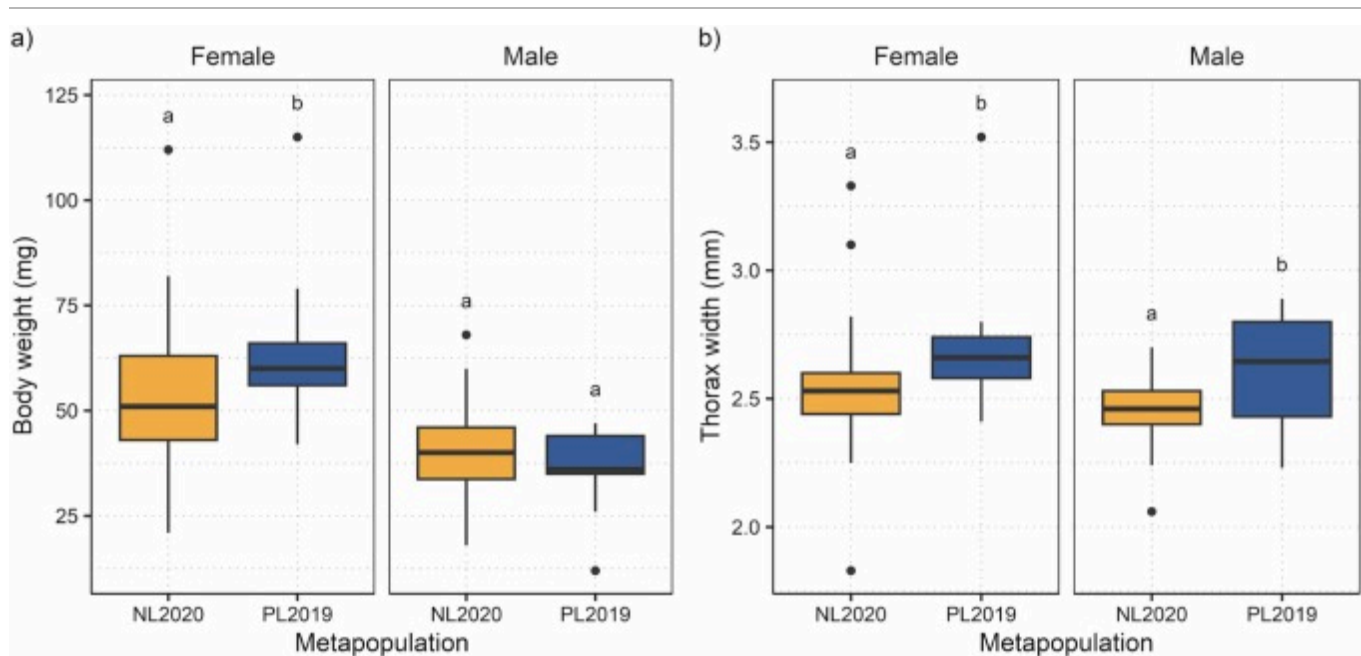 a)
Female Male
125
100
75
50
25
Body weight (mg)
a b
a a
NL2020 PL2019 NL2020 PL2019
Metapopulation
b)
Female Male
3.5
3.0
2.5
2.0
Thorax width (mm)
a b
a b
NL2020 PL2019 NL2020 PL2019
Metapopulation